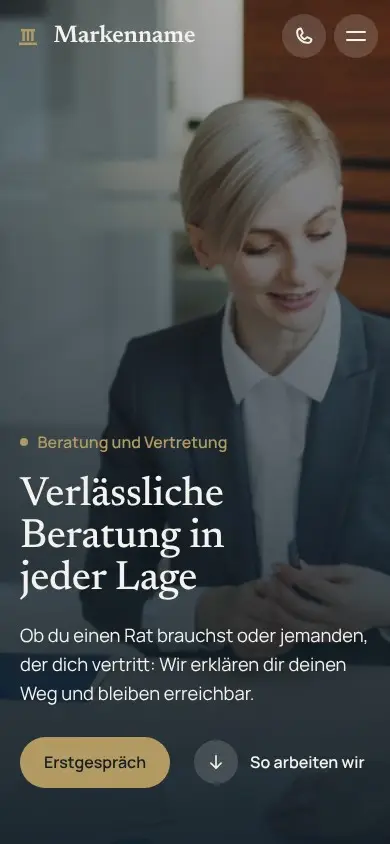 Markenname
Beratung und Vertretung
Verlässliche
Beratung in
jeder Lage
Ob du einen Rat brauchst oder jemanden,
der dich vertritt: Wir erklären dir deinen
Weg und bleiben erreichbar.
Erstgespräch
So arbeiten wir